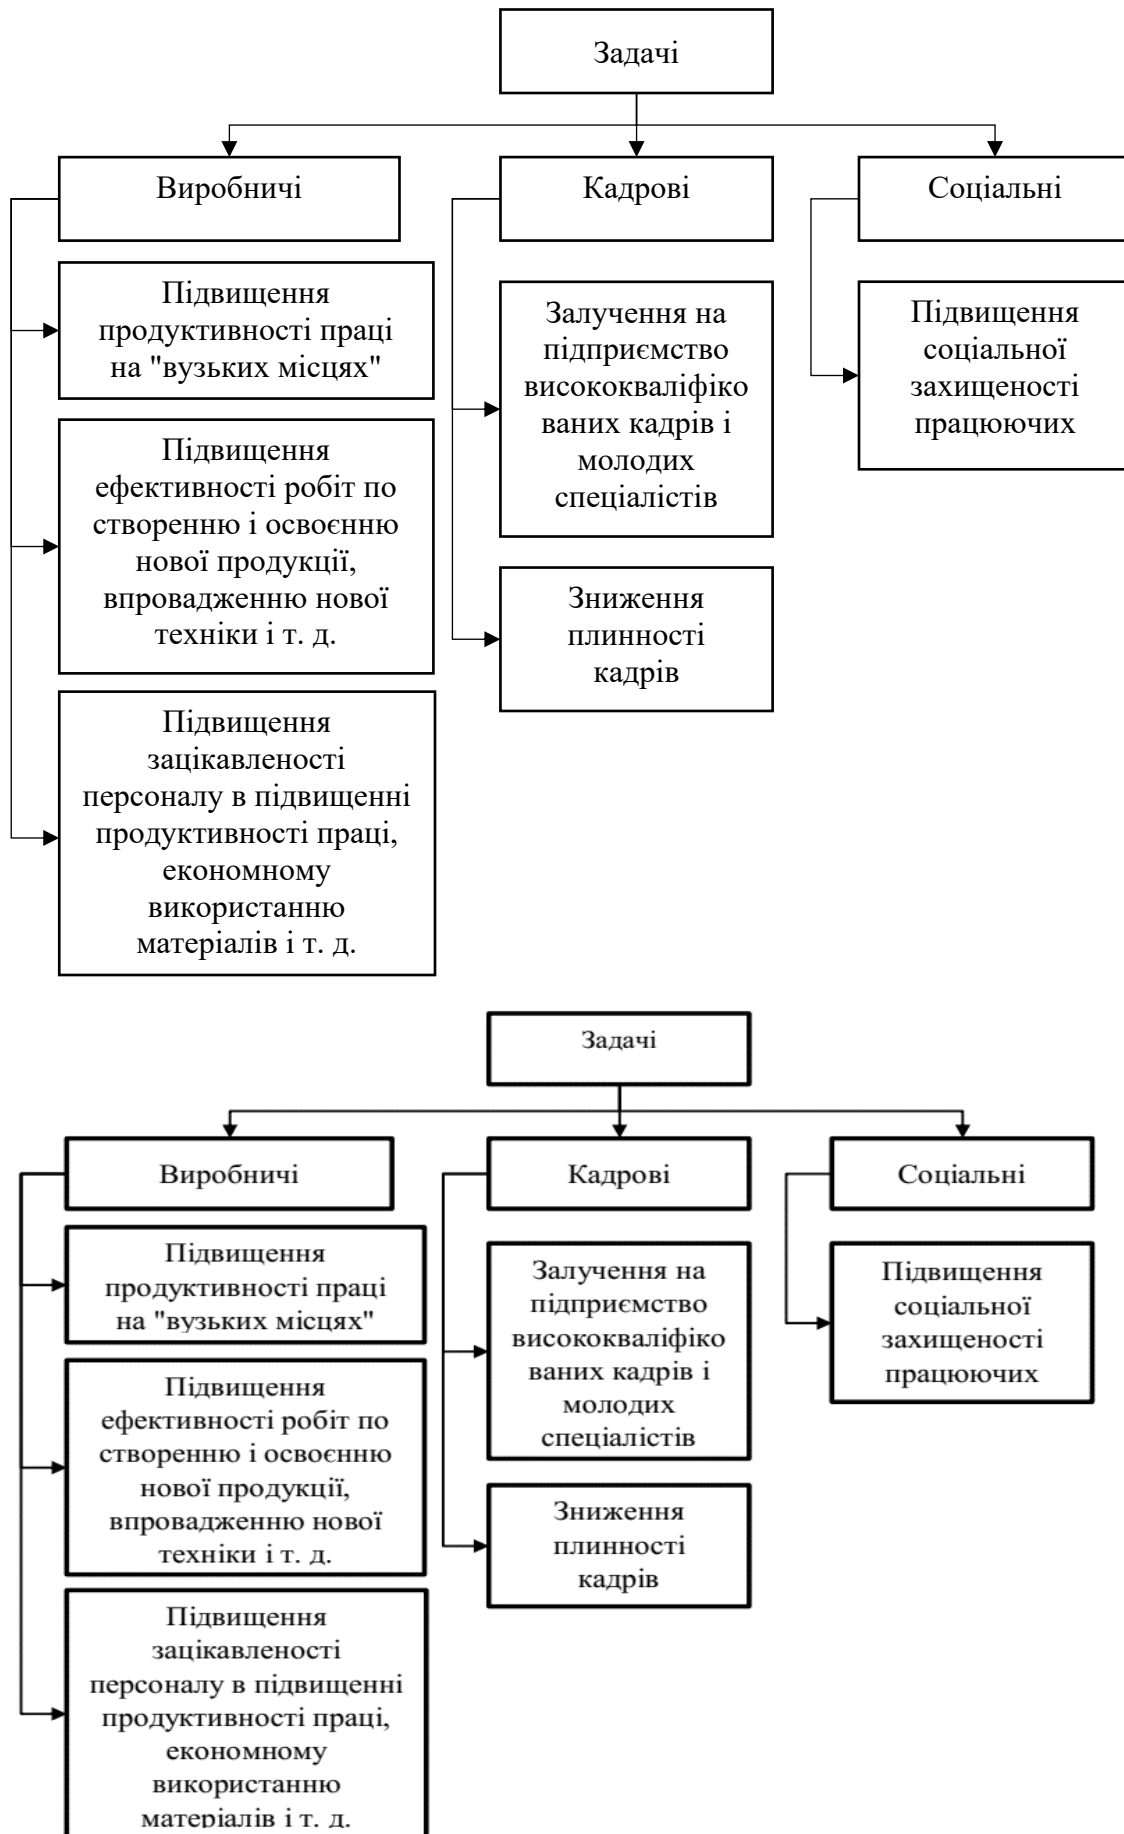 Задачі
Виробничі
Кадрові
Соціальні
Підвищення
продуктивності праці
на "вузьких місцях"
Підвищення
ефективності робіт по
створенню і освоєнню
нової продукції,
впровадженню нової
техніки і т. д.
Підвищення
зацікавленості
персоналу в підвищенні
продуктивності праці,
економному
використанню
матеріалів і т. д.
Залучення на
підприємство
висококваліфіко
ваних кадрів і
молодих
спеціалістів
Зниження
плинності
кадрів
Підвищення
соціальної
захищеності
працюючих
Задачі
Виробничі
Кадрові
Соціальні
Підвищення
продуктивності праці
на "вузьких місцях"
Підвищення
ефективності робіт по
створенню і освоєнню
нової продукції,
впровадженню нової
техніки і т. д.
Підвищення
зацікавленості
персоналу в підвищенні
продуктивності праці,
економному
використанню
матеріалів і т. д.
Залучення на
підприємство
висококваліфіко
ваних кадрів і
молодих
спеціалістів
Зниження
плинності
кадрів
Підвищення
соціальної
захищеності
працюючих